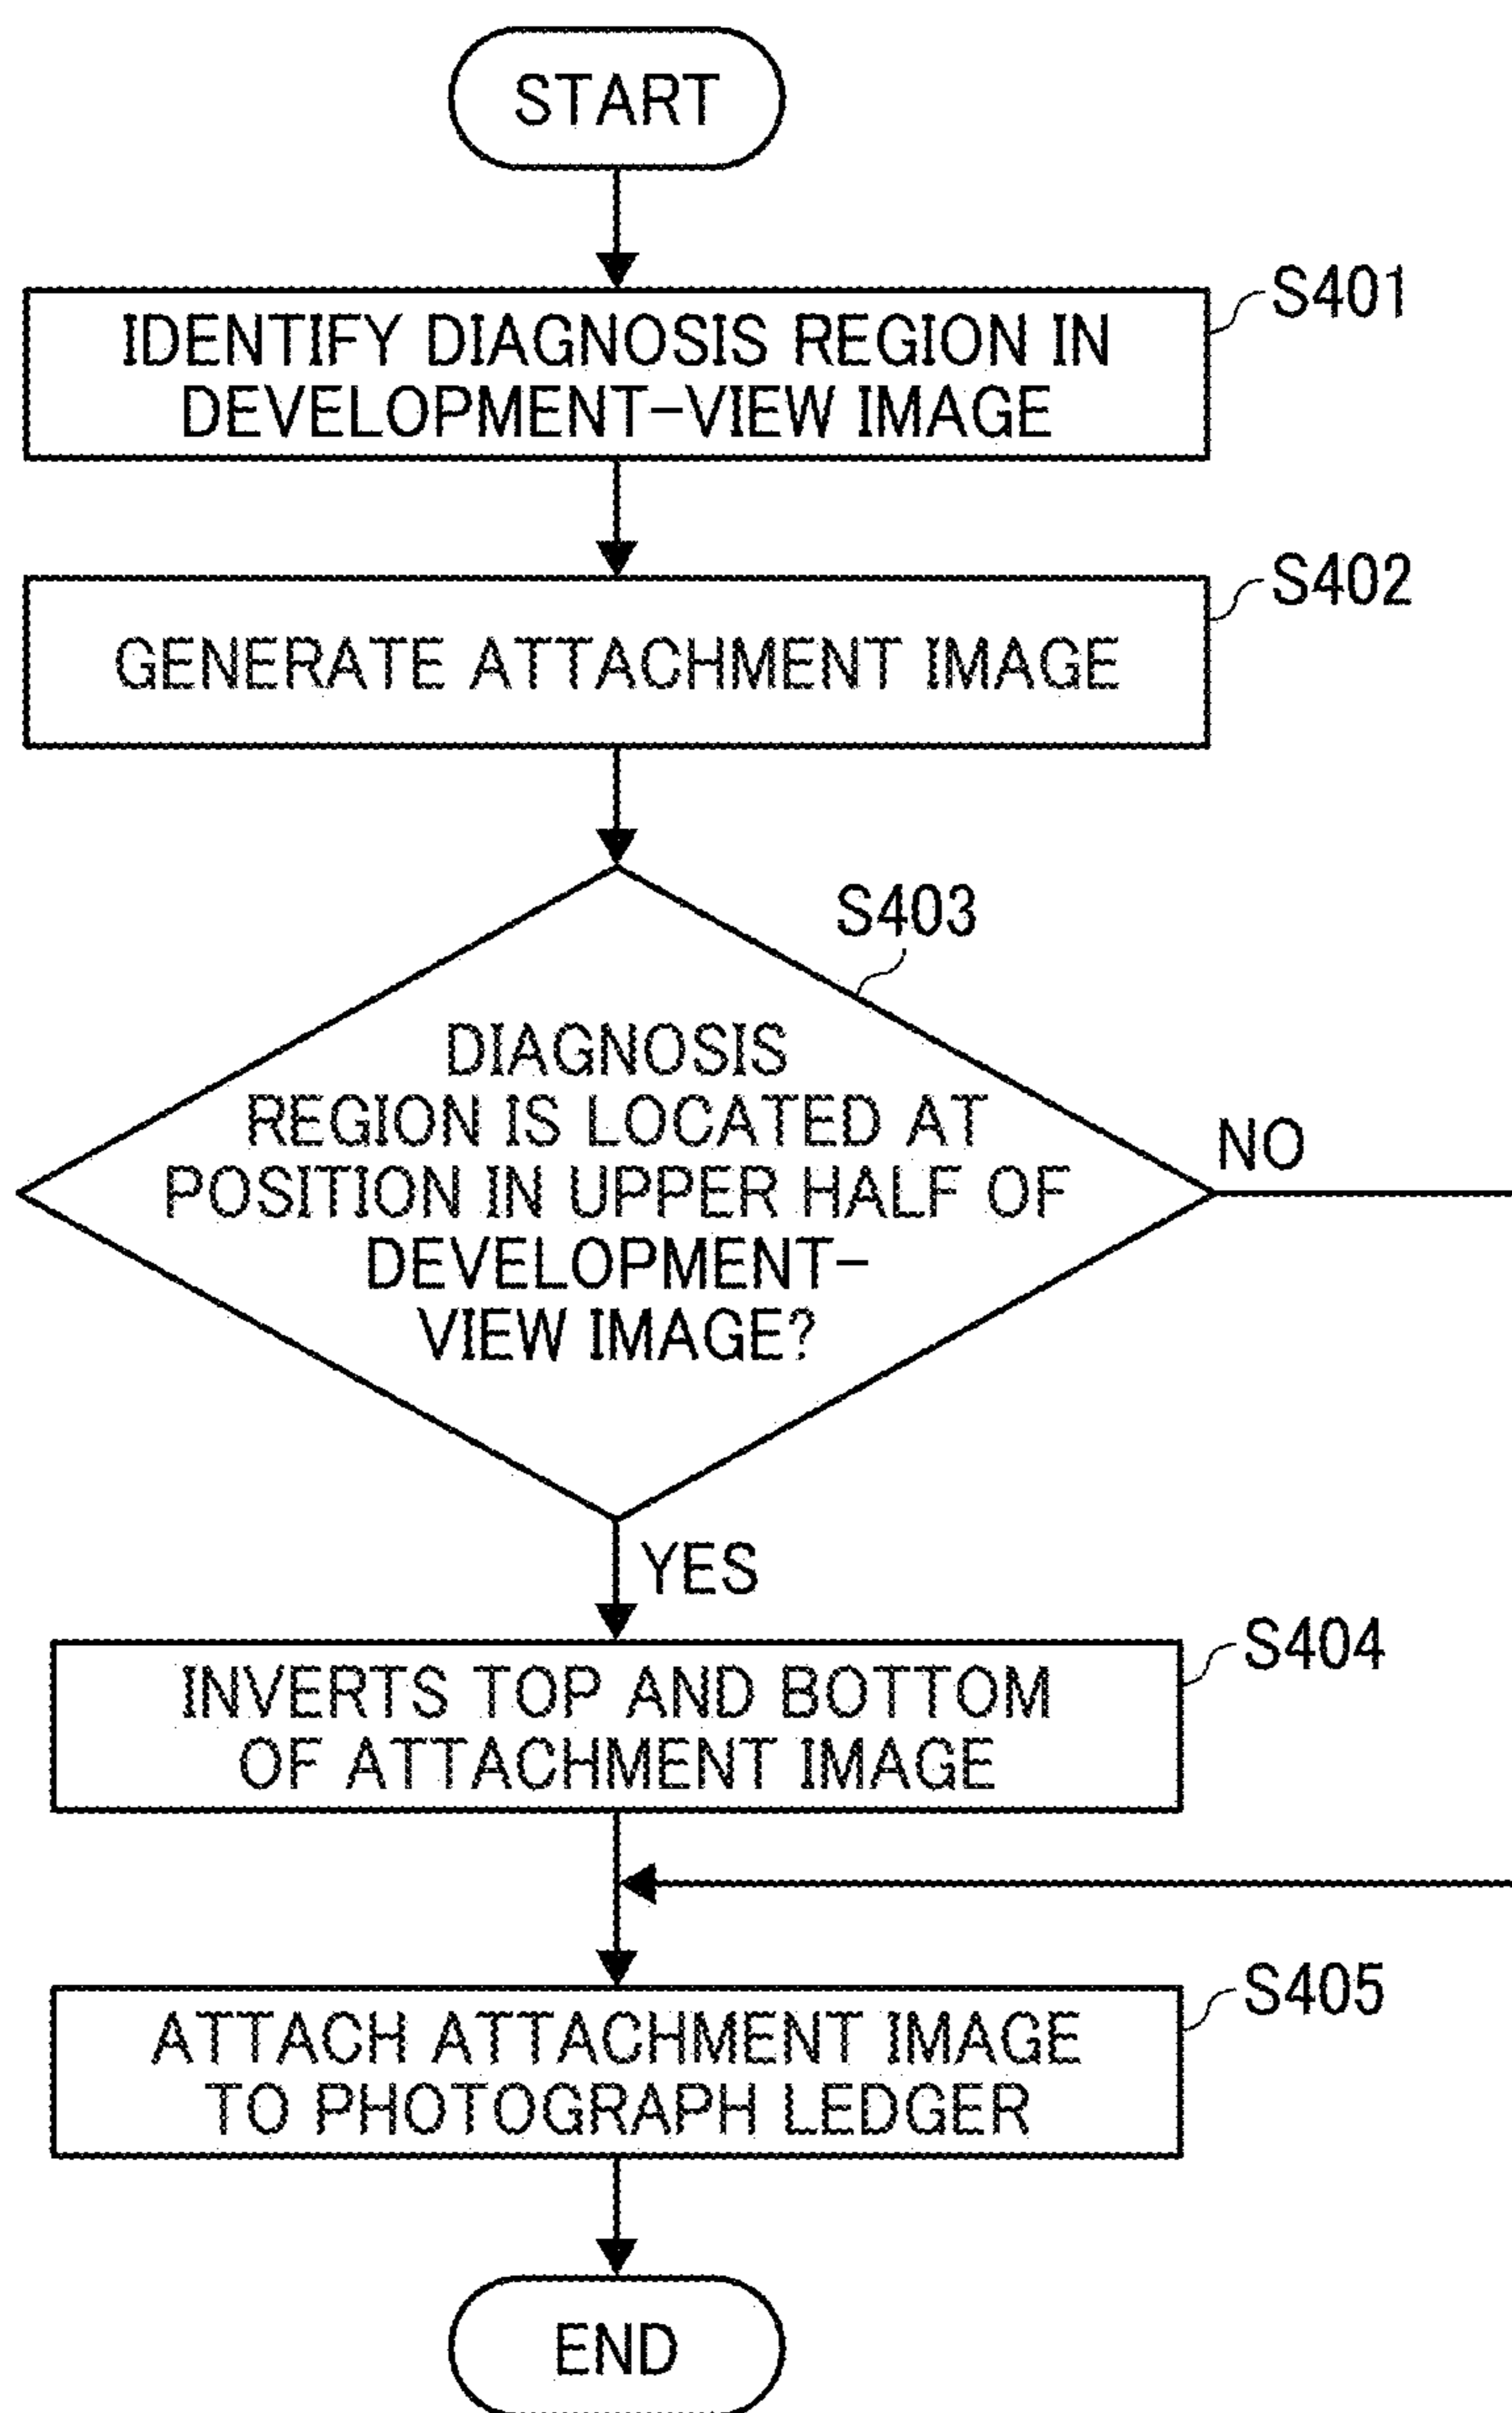 START
S401
IDENTIFY DIAGNOSIS REGION IN
DEVELOPMENT-VIEW IMAGE
S402
GENERATE ATTACHMENT IMAGE
S403
DIAGNOSIS
REGION IS LOCATED AT
POSITION IN UPPER HALF OF
DEVELOPMENT-
VIEW IMAGE?
NO
YES
S404
INVERTS TOP AND BOTTOM
OF ATTACHMENT IMAGE
S405
ATTACH ATTACHMENT IMAGE
TO PHOTOGRAPH LEDGER
END